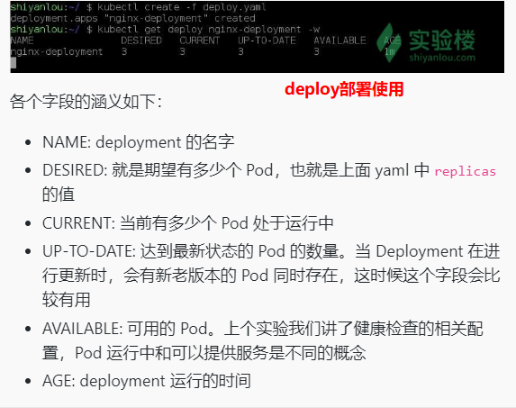 shiyanlou:~/ $ kubectl create -f deploy.yaml
deployment.apps "nginx-deployment" created
shiyanlou:~/ $ kubectl get deploy nginx-deployment -w
NAME DESIRED CURRENT UP-TO-DATE AVAILABLE AGE
nginx-deployment 3 3 3 3 1m
实验楼
shiyanlou.com
deploy部署使用
各个字段的涵义如下：
• NAME: deployment 的名字
• DESIRED: 就是期望有多少个 Pod，也就是上面 yaml 中 replicas
的值
• CURRENT: 当前有多少个 Pod 处于运行中
• UP-TO-DATE: 达到最新状态的 Pod 的数量。当 Deployment 在进
行更新时，会有新老版本的 Pod 同时存在，这时候这个字段会比
较有用
• AVAILABLE: 可用的 Pod。上个实验我们讲了健康检查的相关配
置，Pod 运行中和可以提供服务是不同的概念
• AGE: deployment 运行的时间